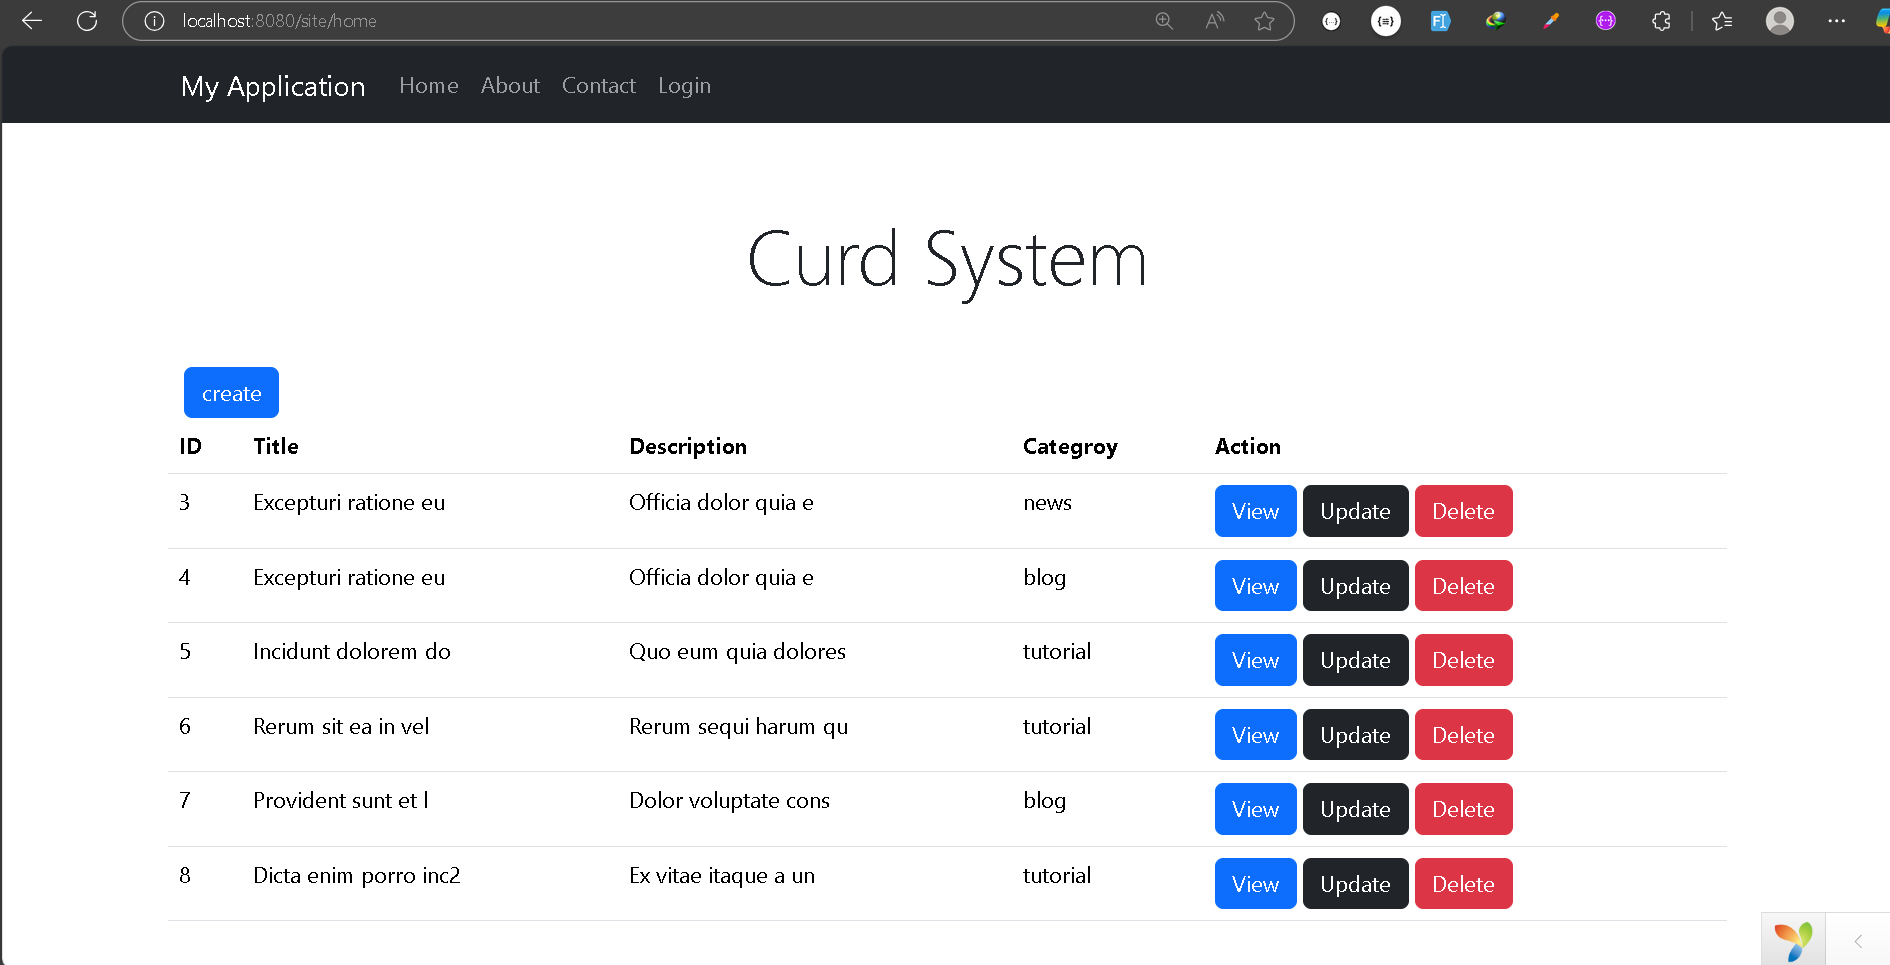 localhost:8080/site/home
My Application Home About Contact Login
Curd System
create
ID Title Description Categroy Action
3 Excepturi ratione eu Officia dolor quia e news View Update Delete
4 Excepturi ratione eu Officia dolor quia e blog View Update Delete
5 Incidunt dolorem do Quo eum quia dolores tutorial View Update Delete
6 Rerum sit ea in vel Rerum sequi harum qu tutorial View Update Delete
7 Provident sunt et l Dolor voluptate cons blog View Update Delete
8 Dicta enim porro inc2 Ex vitae itaque a un tutorial View Update Delete